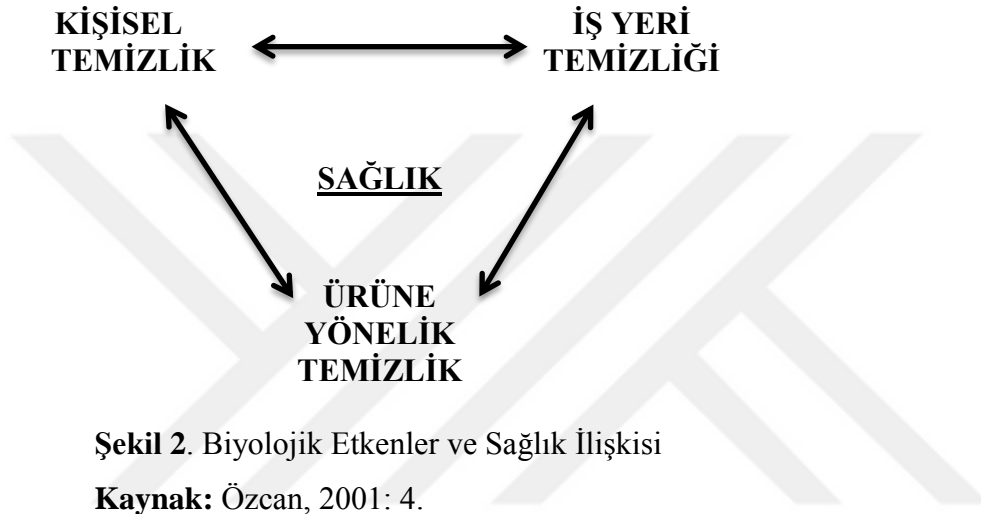 KİŞİSEL
TEMİZLİK
İŞ YERİ
TEMİZLİĞİ
SAĞLIK
ÜRÜNE
YÖNELİK
TEMİZLİK
Şekil 2. Biyolojik Etkenler ve Sağlık İlişkisi
Kaynak: Özcan, 2001: 4.